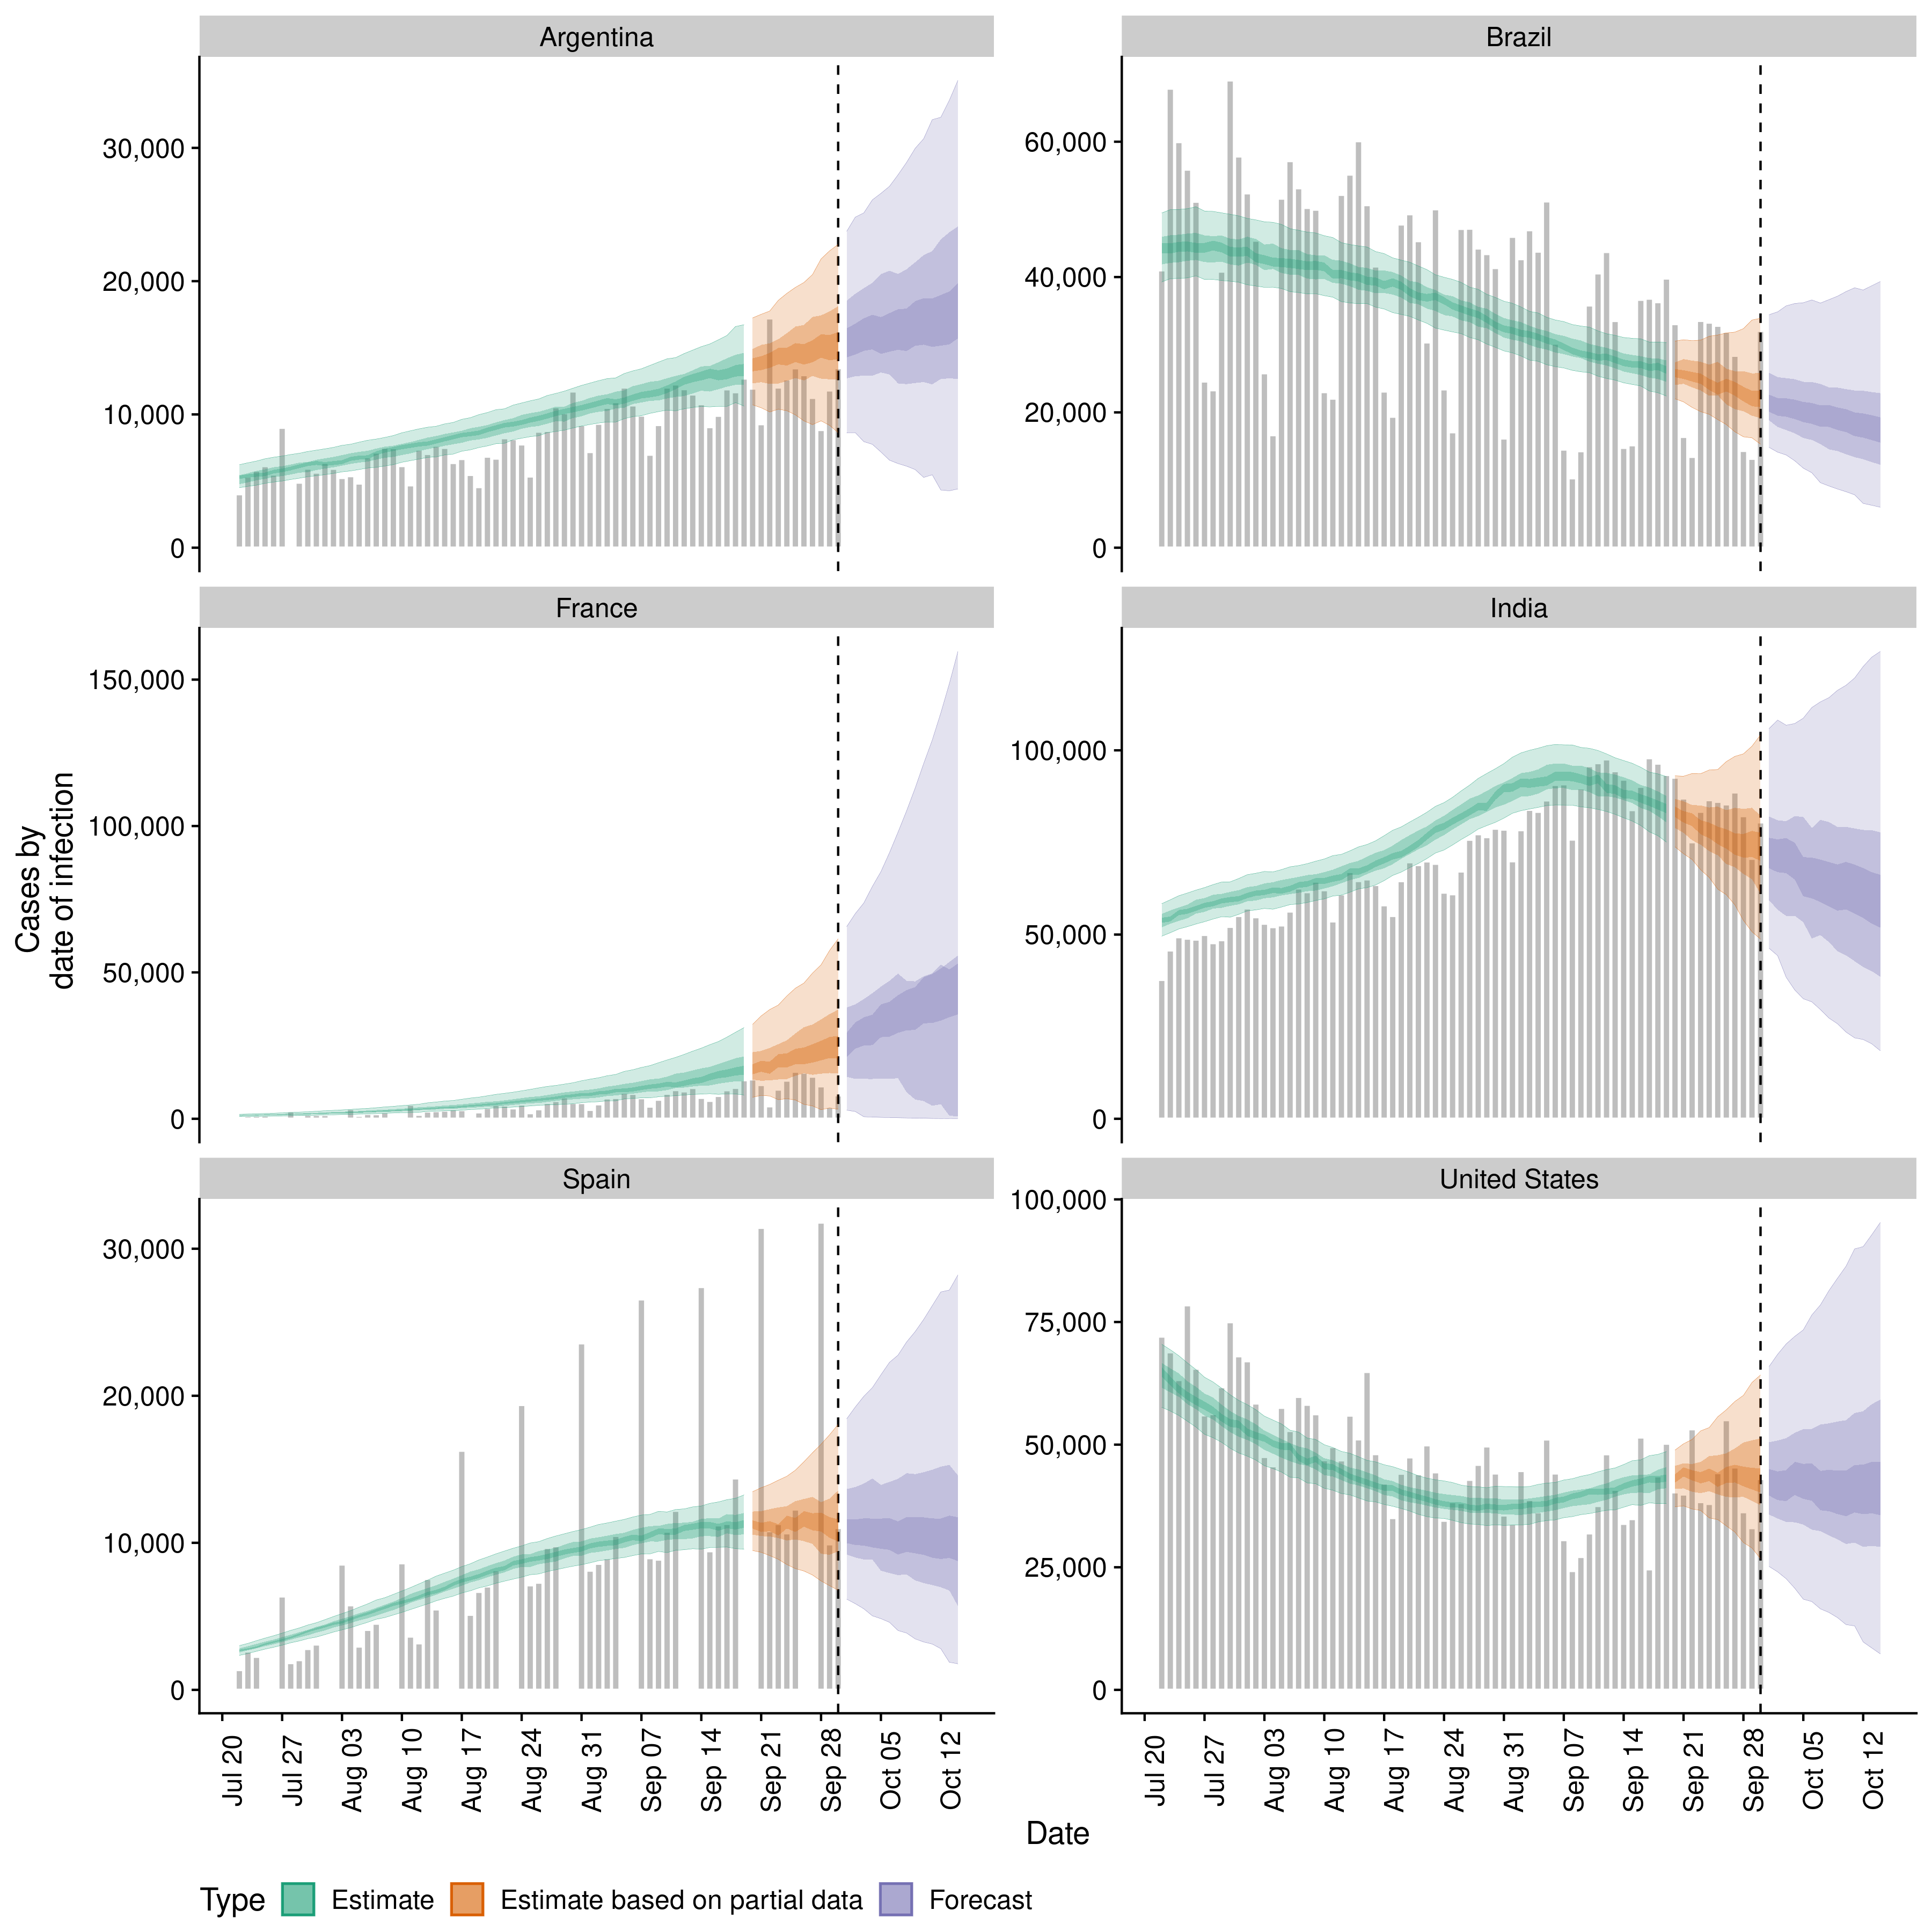 Argentina
Brazil
30,000
20,000
10,000
0
60,000
40,000
20,000
0
France
India
150,000
100,000
50,000
0
100,000
50,000
0
Cases by
date of infection
Spain
United States
30,000
20,000
10,000
0
100,000
75,000
50,000
25,000
0
Jul 20
Jul 27
Aug 03
Aug 10
Aug 17
Aug 24
Aug 31
Sep 07
Sep 14
Sep 21
Sep 28
Oct 05
Oct 12
Jul 20
Jul 27
Aug 03
Aug 10
Aug 17
Aug 24
Aug 31
Sep 07
Sep 14
Sep 21
Sep 28
Oct 05
Oct 12
Date
Type Estimate Estimate based on partial data Forecast